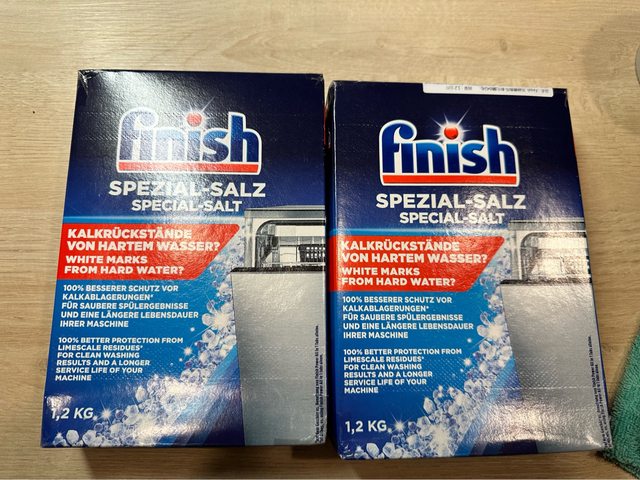 finish
SPEZIAL-SALZ
SPECIAL-SALT
KALKRÜCKSTÄNDE
VON HARTEM WASSER?
WHITE MARKS
FROM HARD WATER?
100% BESSERER SCHUTZ VOR
KALKABLAGERUNGEN*
FÜR SAUBERE SPÜLERGEBNISSE
UND EINE LÄNGERE LEBENSDAUER
IHRER MASCHINE
100% BETTER PROTECTION FROM
LIMESCALE RESIDUES*
FOR CLEAN WASHING
RESULTS AND A LONGER
SERVICE LIFE OF YOUR
MACHINE
1,2 KG
finish
SPEZIAL-SALZ
SPECIAL-SALT
KALKRÜCKSTÄNDE
VON HARTEM WASSER?
WHITE MARKS
FROM HARD WATER?
100% BESSERER SCHUTZ VOR
KALKABLAGERUNGEN*
FÜR SAUBERE SPÜLERGEBNISSE
UND EINE LÄNGERE LEBENSDAUER
IHRER MASCHINE
100% BETTER PROTECTION FROM
LIMESCALE RESIDUES*
FOR CLEAN WASHING
RESULTS AND A LONGER
SERVICE LIFE OF YOUR
MACHINE
1,2 KG